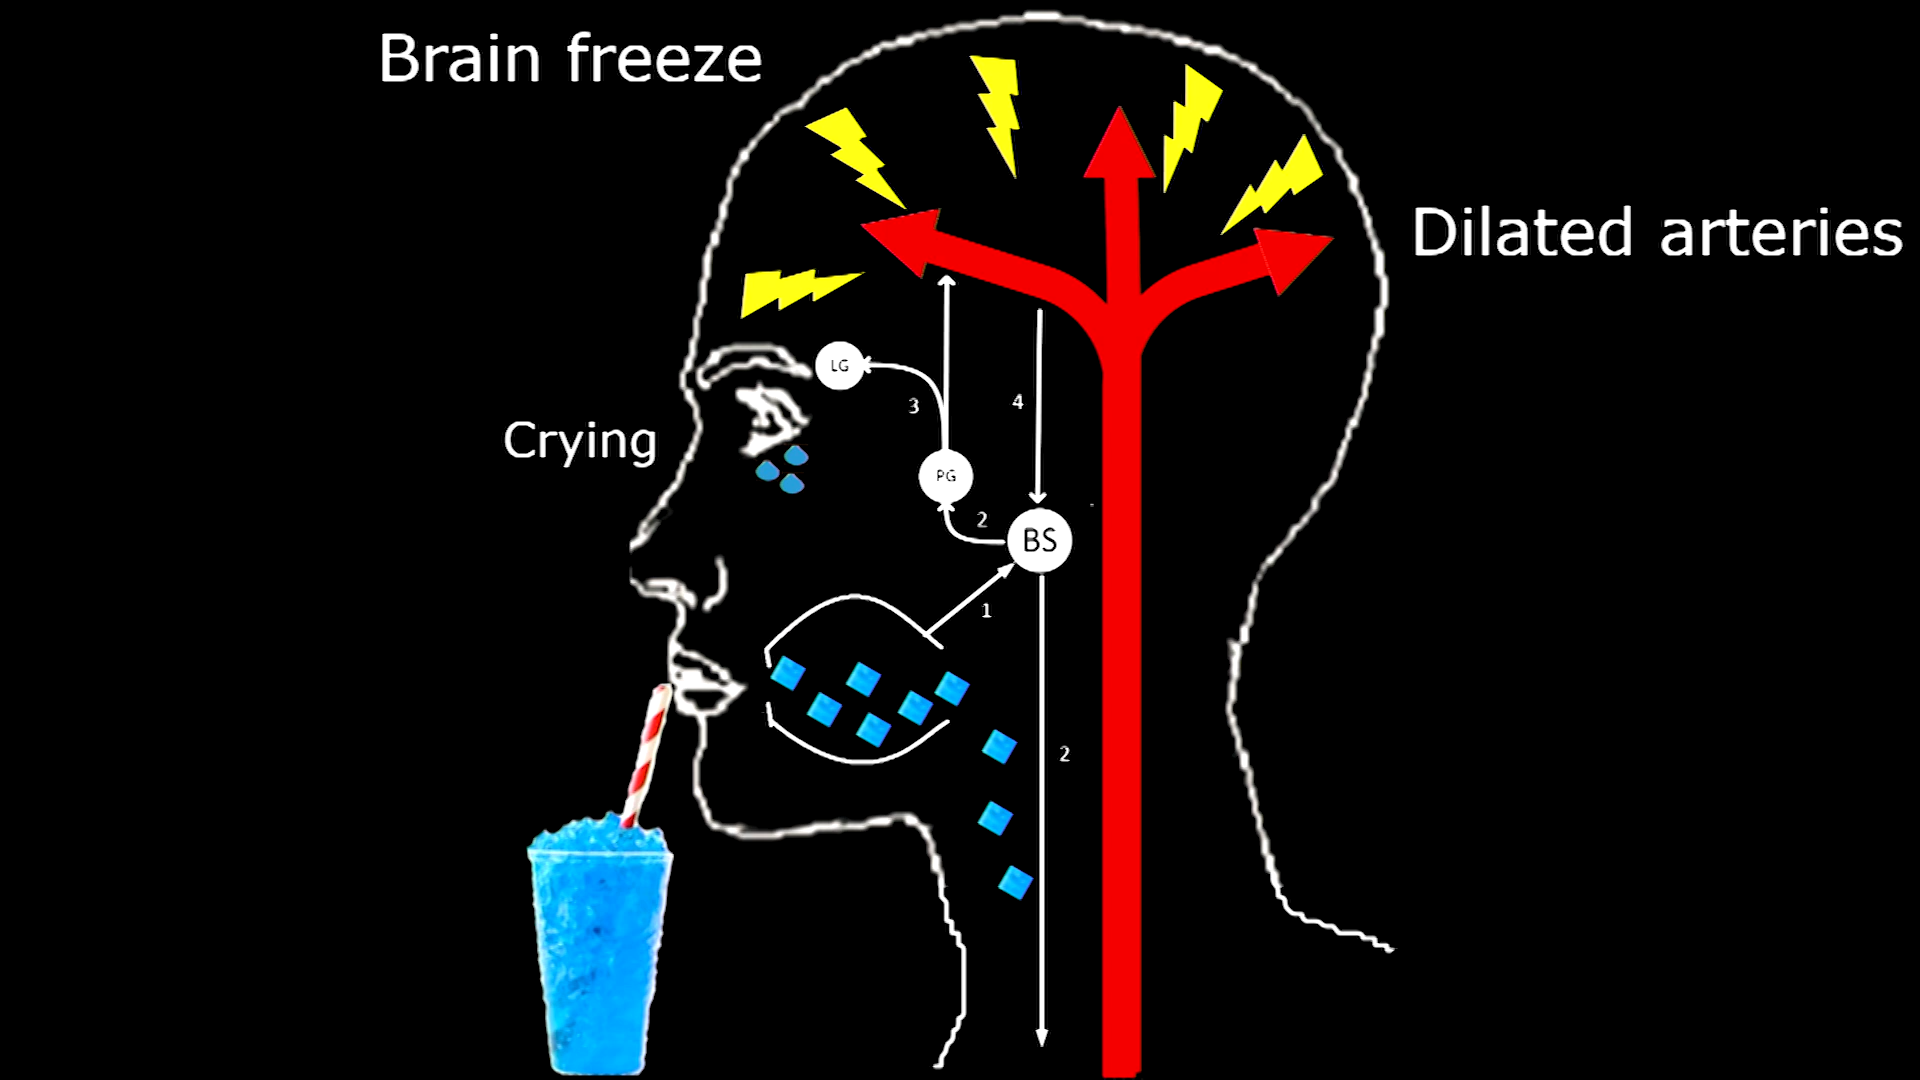 Brain freeze
Dilated arteries
LG
3
4
Crying
PG
2
BS
1
2